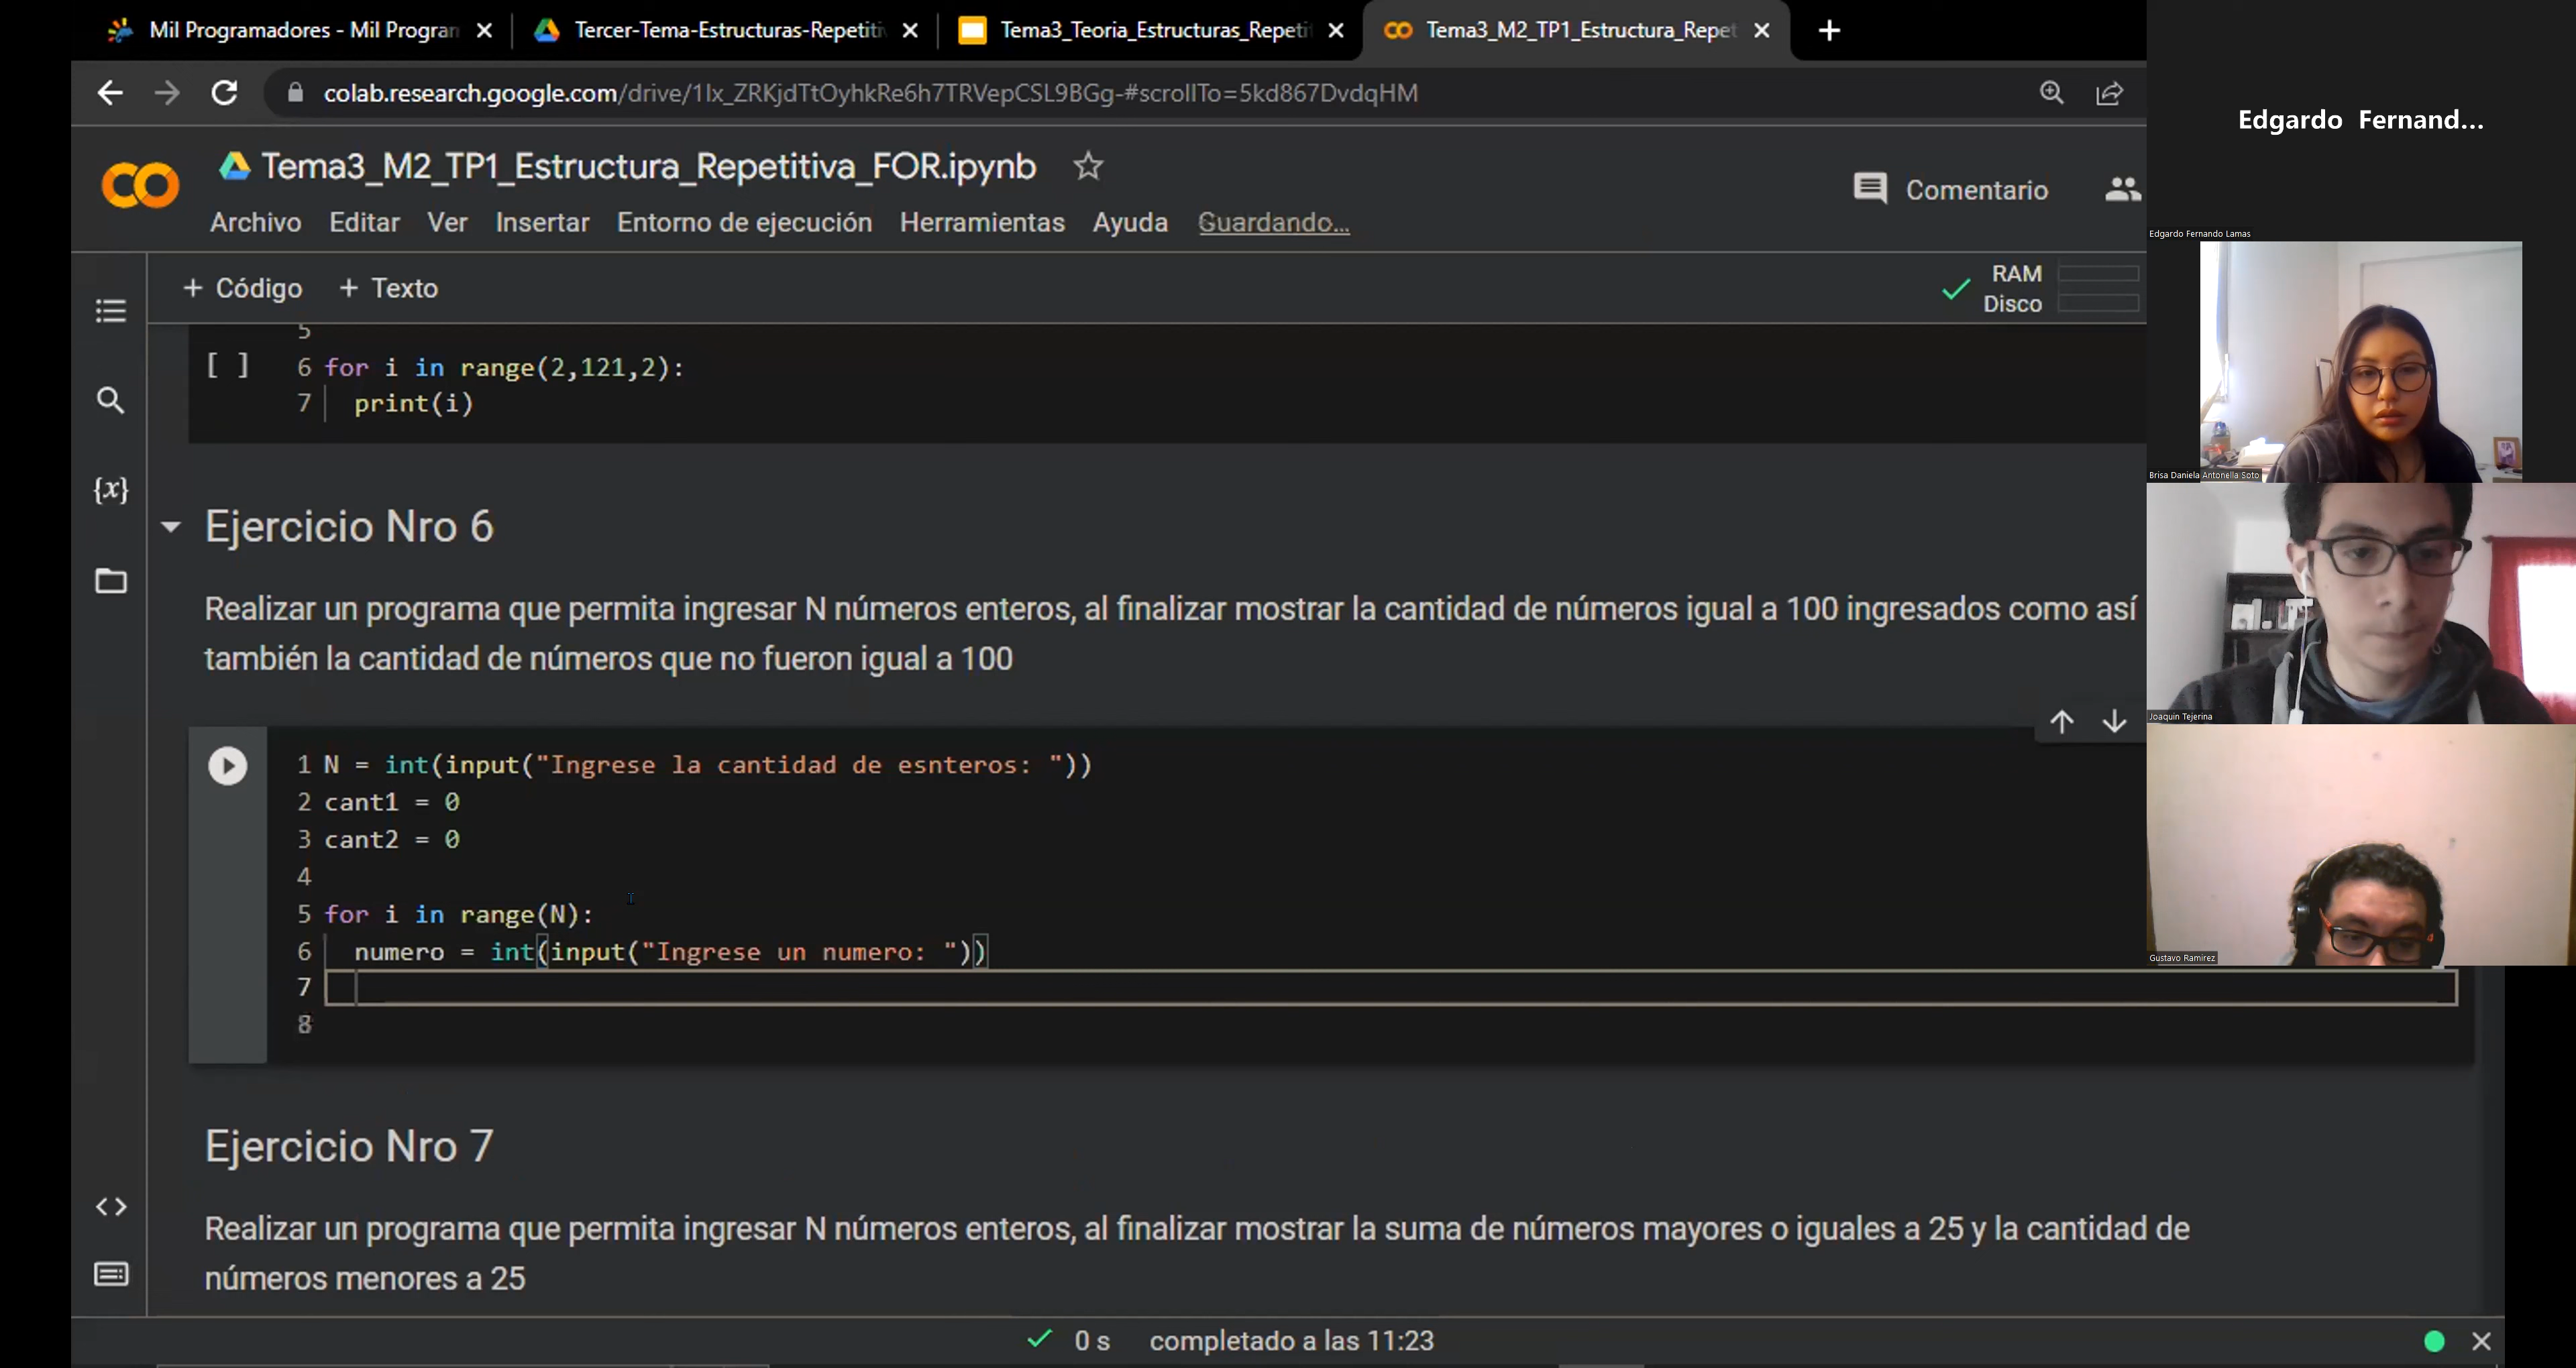 Mil Programadores - Mil Program
Tercer-Tema-Estructuras-Repetitiv
Tema3_Teoria_Estructuras_Repeti
Tema3_M2_TP1_Estructura_Repet
colab.research.google.com/drive/1lx_ZRKjdTtOyhkRe6h7TRVepCSL9BGg-#scrollTo=5kd867DvdqHM
Edgardo Fernand...
Tema3_M2_TP1_Estructura_Repetitiva_FOR.ipynb
Comentario
Archivo Editar Ver Insertar Entorno de ejecución Herramientas Ayuda Guardando...
Edgardo Fernando Lamas
+ Código + Texto
RAM
Disco
5
[ ] 6 for i in range(2,121,2):
7 print(i)
Brisa Daniela Antonella Soto
Ejercicio Nro 6
Realizar un programa que permita ingresar N números enteros, al finalizar mostrar la cantidad de números igual a 100 ingresados como así
también la cantidad de números que no fueron igual a 100
Joaquin Tejerina
1 N = int(input("Ingrese la cantidad de esnteros: "))
2 cant1 = 0
3 cant2 = 0
4
5 for i in range(N):
6 numero = int(input("Ingrese un numero: "))
Gustavo Ramirez
7
8
Ejercicio Nro 7
Realizar un programa que permita ingresar N números enteros, al finalizar mostrar la suma de números mayores o iguales a 25 y la cantidad de
números menores a 25
0 s completado a las 11:23